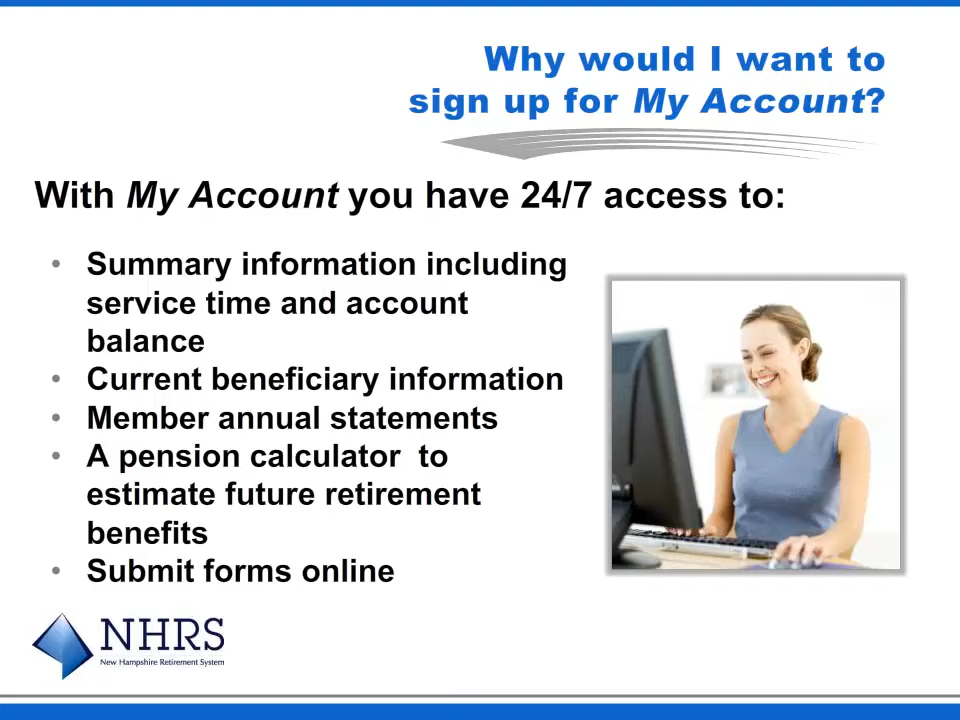 Why would I want to
sign up for My Account?
With My Account you have 24/7 access to:
• Summary information including
service time and account
balance
• Current beneficiary information
• Member annual statements
• A pension calculator  to
estimate future retirement
benefits
• Submit forms online
NHRS
New Hampshire Retirement System